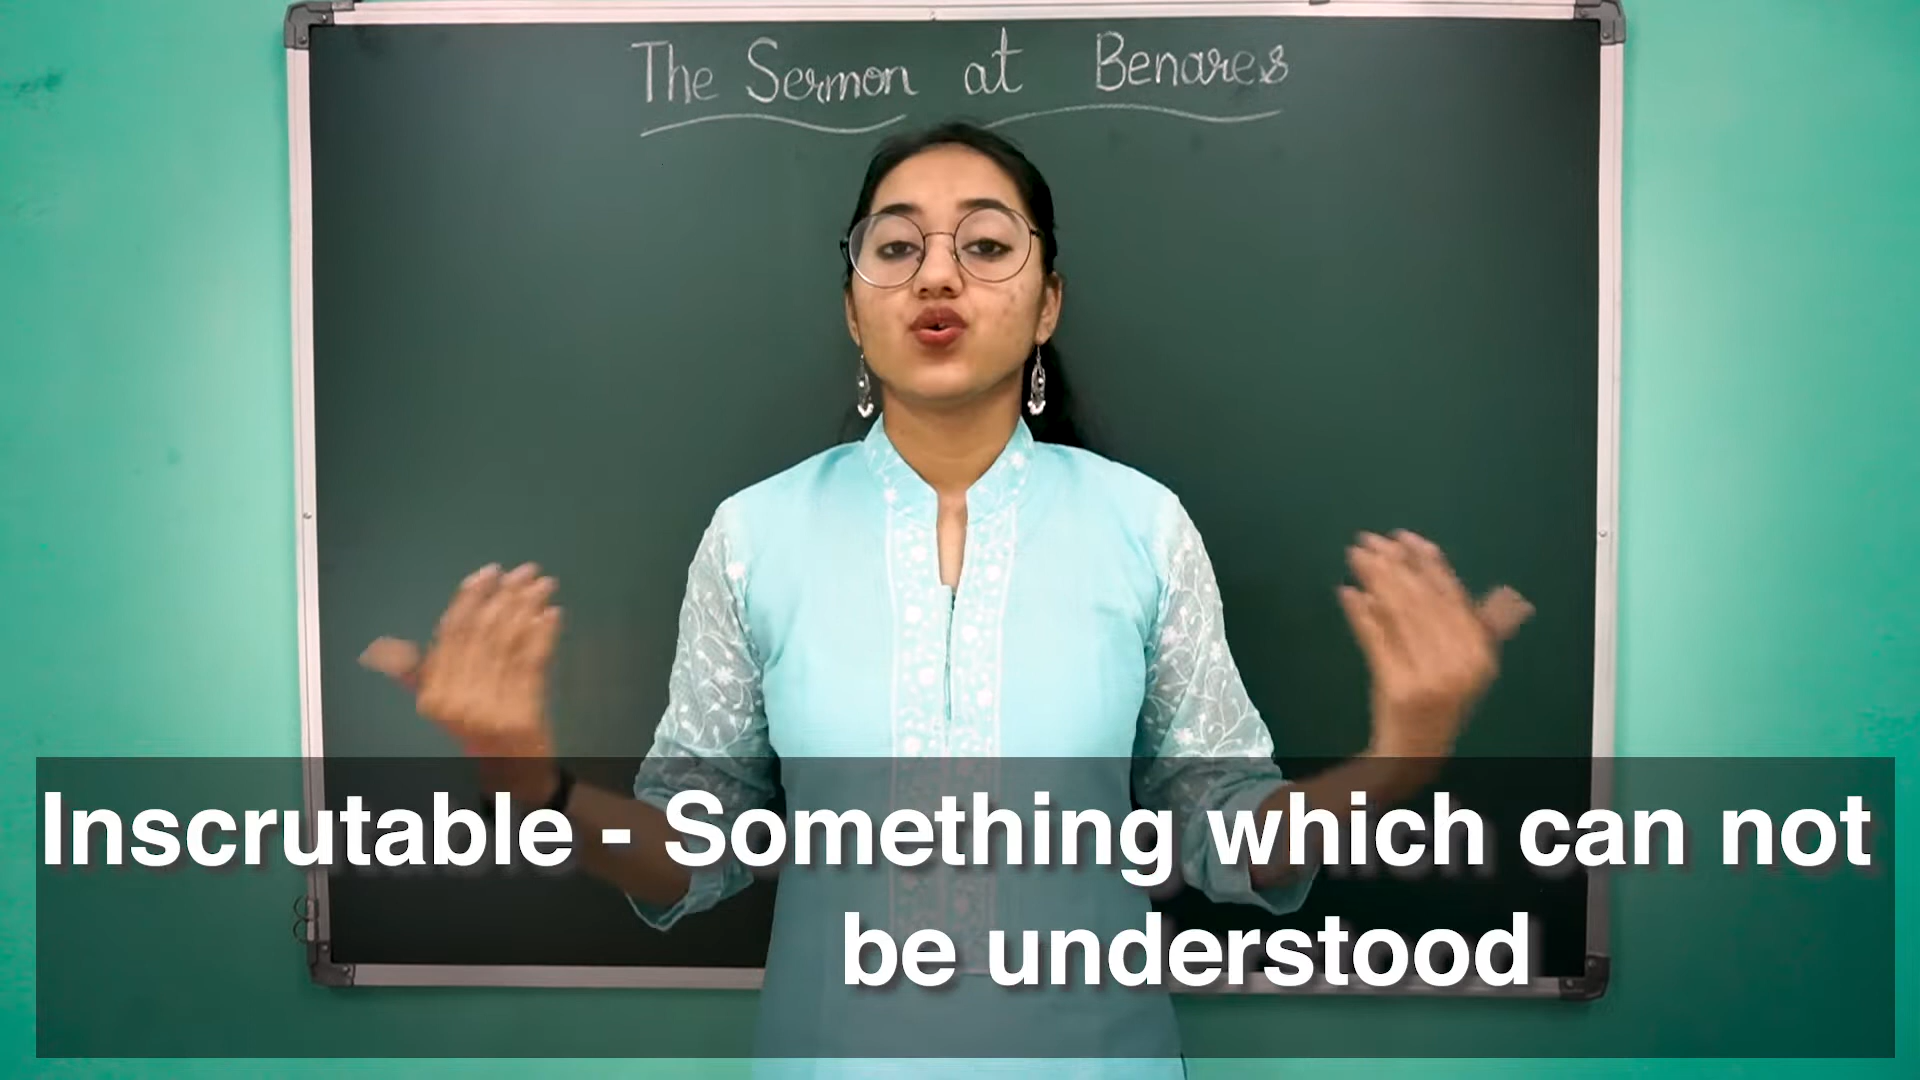 The Sermon at Benares
Inscrutable - Something which can not
be understood